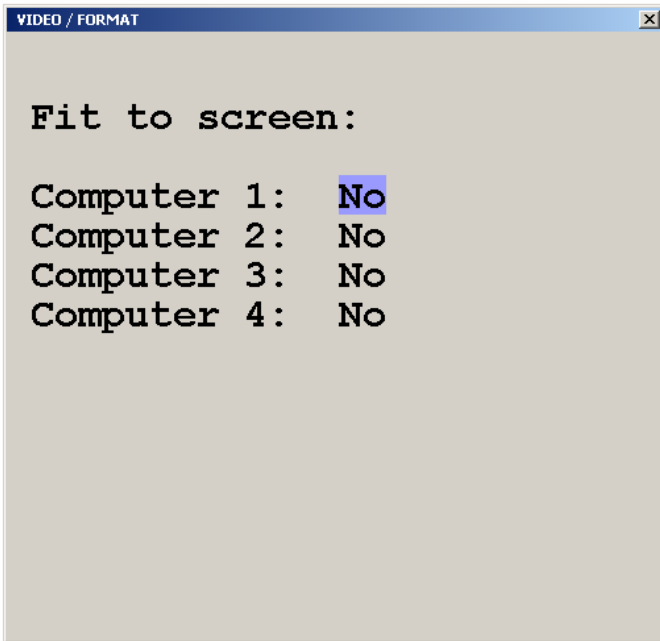 VIDEO / FORMAT
Fit to screen:
Computer 1: No
Computer 2: No
Computer 3: No
Computer 4: No